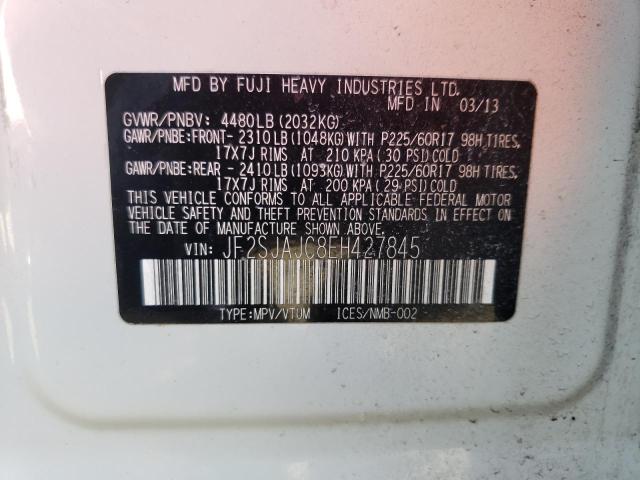 MFD BY FUJI HEAVY INDUSTRIES LTD.
MFD IN 03/13
GVWR/PNBV: 4480LB (2032KG)
GAWR/PNBE:FRONT- 2310LB(1048KG)WITH P225/60R17 98H TIRES,
17X7J RIMS AT 210 KPA( 30 PSI)COLD
GAWR/PNBE:REAR - 2410LB(1093KG)WITH P225/60R17 98H TIRES,
17X7J RIMS AT 200 KPA( 29 PSI)COLD
THIS VEHICLE CONFORMS TO ALL APPLICABLE FEDERAL MOTOR
VEHICLE SAFETY AND THEFT PREVENTION STANDARDS IN EFFECT ON
THE DATE OF MANUFACTURE SHOWN ABOVE.
VIN: JF2SJAJC8EH427845
TYPE:MPV/VTUM ICES/NMB-002